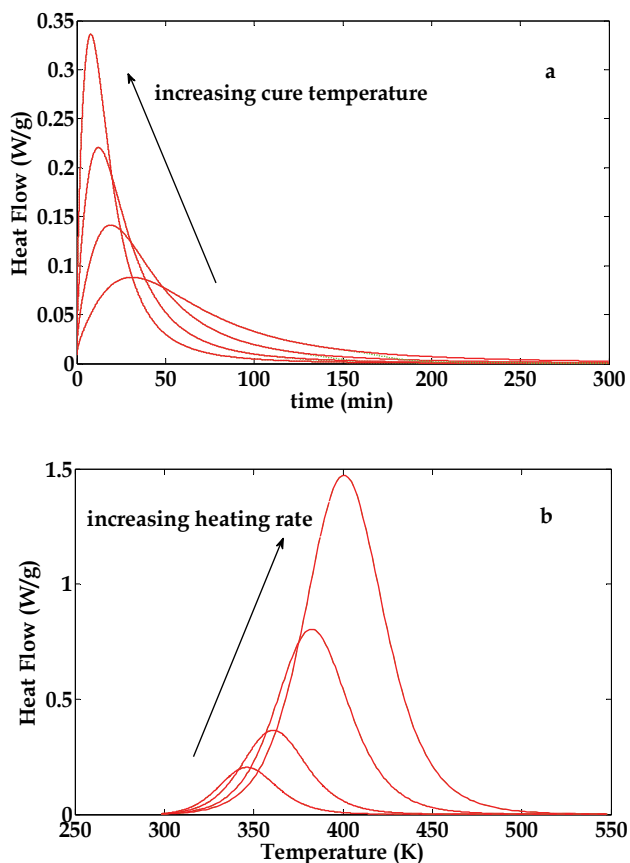 0.35
a
0.3
increasing cure temperature
0.25
0.2
0.15
0.1
0.05
0
Heat Flow (W/g)
0 50 100 150 200 250 300
time (min)
1.5
increasing heating rate b
1
0.5
0
Heat Flow (W/g)
250 300 350 400 450 500 550
Temperature (K)